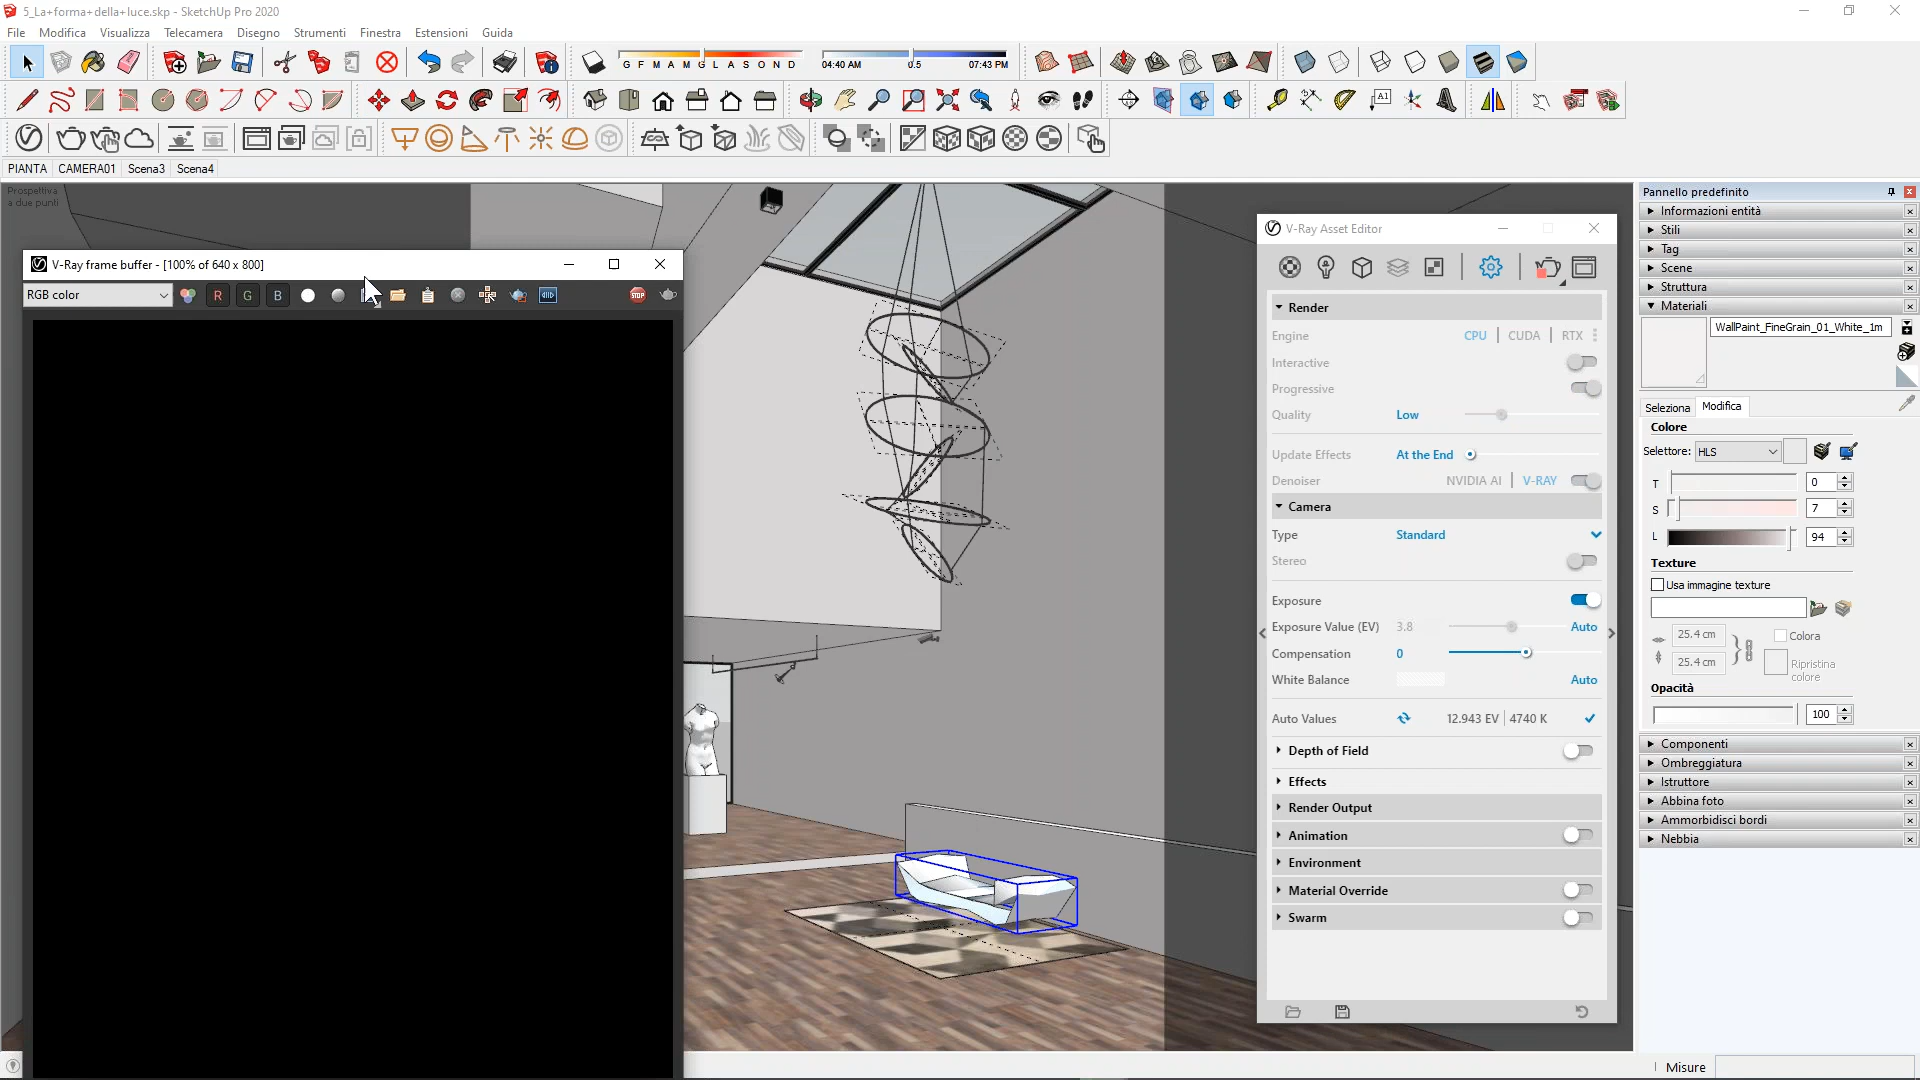 5_La+forma+della+luce.skp - SketchUp Pro 2020
File Modifica Visualizza Telecamera Disegno Strumenti Finestra Estensioni Guida
G F M A M G L A S O N D
04:40 AM 0.5 07:43 PM
A1
PIANTA CAMERA01 Scena3 Scena4
Prospettiva
a due punti
V-Ray frame buffer - [100% of 640 x 800]
RGB color
R G B
STOP
V-Ray Asset Editor
Render
Engine CPU CUDA RTX
Interactive
Progressive
Quality Low
Update Effects At the End
Denoiser NVIDIA AI V-RAY
Camera
Type Standard
Stereo
Exposure
Exposure Value (EV) 3.8 Auto
Compensation 0
White Balance Auto
Auto Values 12.943 EV 4740 K
Depth of Field
Effects
Render Output
Animation
Environment
Material Override
Swarm
Pannello predefinito
Informazioni entità
Stili
Tag
Scene
Struttura
Materiali
WallPaint_FineGrain_01_White_1m
Seleziona Modifica
Colore
Selettore: HLS
T 0
S 7
L 94
Texture
Usa immagine texture
25.4 cm Colora
25.4 cm Ripristina
colore
Opacità
100
Componenti
Ombreggiatura
Istruttore
Abbina foto
Ammorbidisci bordi
Nebbia
Misure